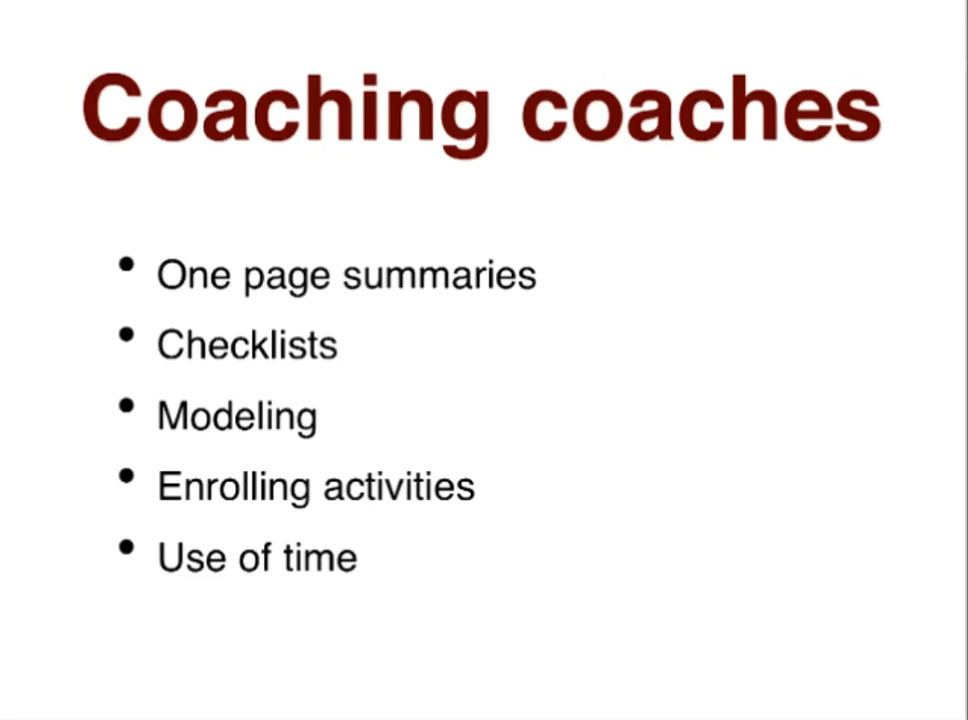 Coaching coaches
• One page summaries
• Checklists
• Modeling
• Enrolling activities
• Use of time